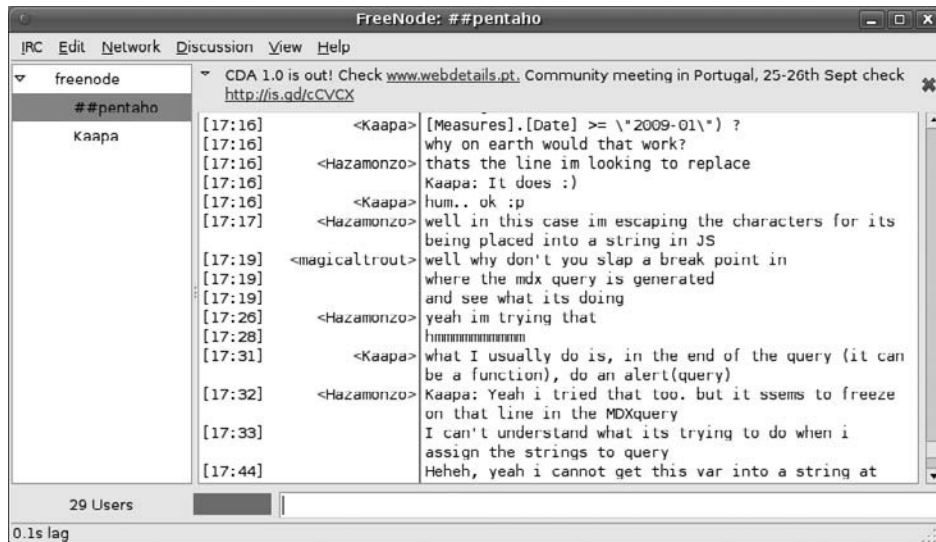 FreeNode: ##pentaho
IRC Edit Network Discussion View Help
freenode
##pentaho
Kaapa
CDA 1.0 is out! Check www.webdetails.pt. Community meeting in Portugal, 25-26th Sept check
http://is.gd/cCVCX
[17:16] <Kaapa> [Measures].[Date] >= \"2009-01\") ?
[17:16] why on earth would that work?
[17:16] <Hazamonzo> thats the line im looking to replace
[17:16] Kaapa: It does :)
[17:16] <Kaapa> hum.. ok :p
[17:17] <Hazamonzo> well in this case im escaping the characters for its
being placed into a string in JS
[17:19] <magicaltrout> well why don't you slap a break point in
[17:19] where the mdx query is generated
[17:19] and see what its doing
[17:26] <Hazamonzo> yeah im trying that
[17:28] hmmmmmmmmmmm
[17:31] <Kaapa> what I usually do is, in the end of the query (it can
be a function), do an alert(query)
[17:32] <Hazamonzo> Kaapa: Yeah i tried that too. but it ssems to freeze
on that line in the MDXquery
[17:33] I can't understand what its trying to do when i
assign the strings to query
[17:44] Heheh, yeah i cannot get this var into a string at
29 Users
0.1s lag